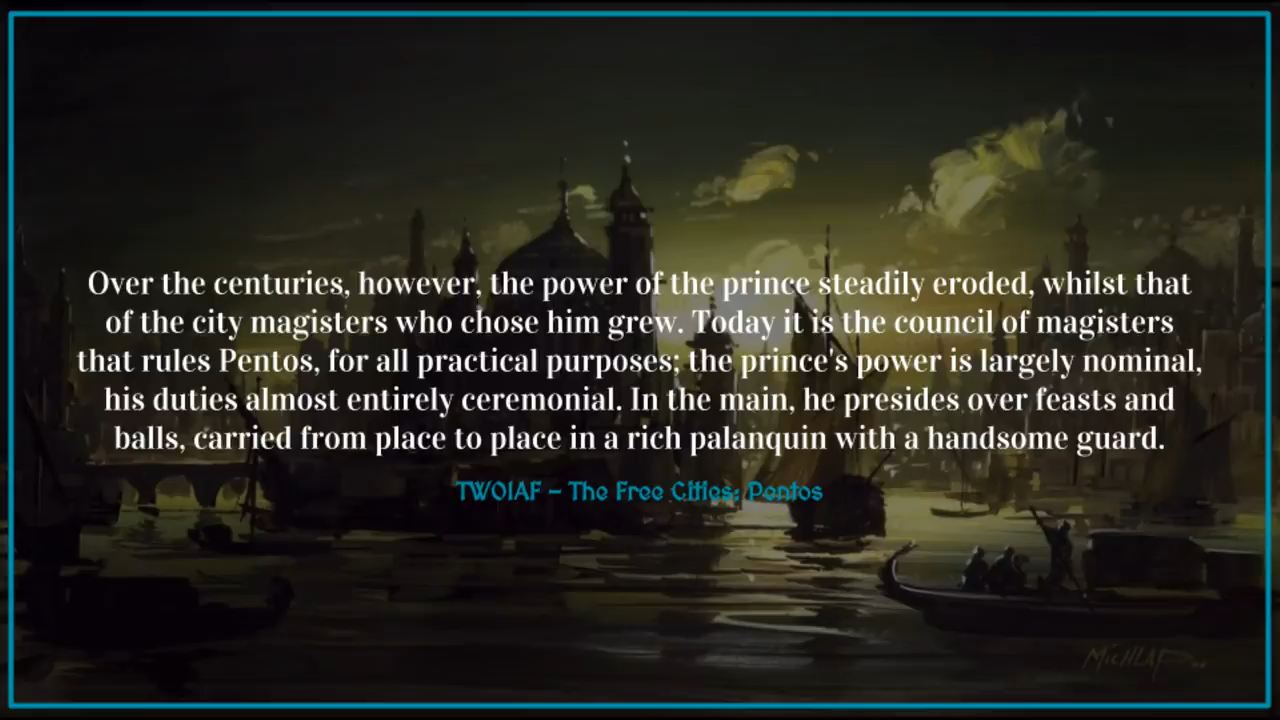 Over the centuries, however, the power of the prince steadily eroded, whilst that
of the city magisters who chose him grew. Today it is the council of magisters
that rules Pentos, for all practical purposes; the prince's power is largely nominal,
his duties almost entirely ceremonial. In the main, he presides over feasts and
balls, carried from place to place in a rich palanquin with a handsome guard.
TWOIAF – The Free Cities: Pentos